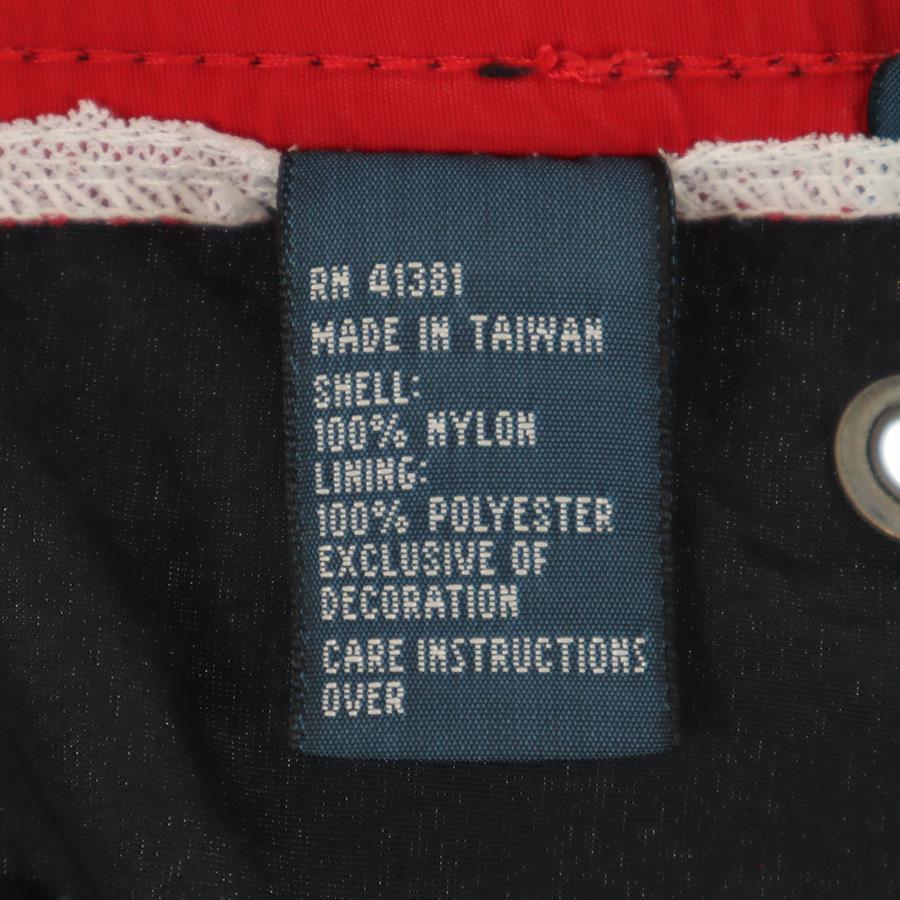 RN 41381
MADE IN TAIWAN
SHELL:
100% NYLON
LINING:
100% POLYESTER
EXCLUSIVE OF
DECORATION
CARE INSTRUCTIONS
OVER